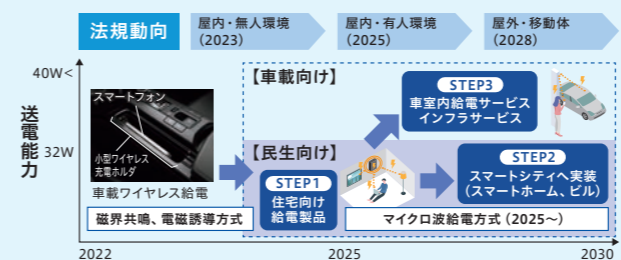 法規動向
屋内・無人環境
（2023）
屋内・有人環境
（2025）
屋外・移動体
（2028）
送電能力
40W<
32W
スマートフォン
小型ワイヤレス
充電ホルダ
車載ワイヤレス給電
【車載向け】
STEP3
車室内給電サービス
インフラサービス
【民生向け】
STEP1
住宅向け
給電製品
STEP2
スマートシティへ実装
（スマートホーム、ビル）
磁界共鳴、電磁誘導方式
マイクロ波給電方式（2025～）
2022
2025
2030